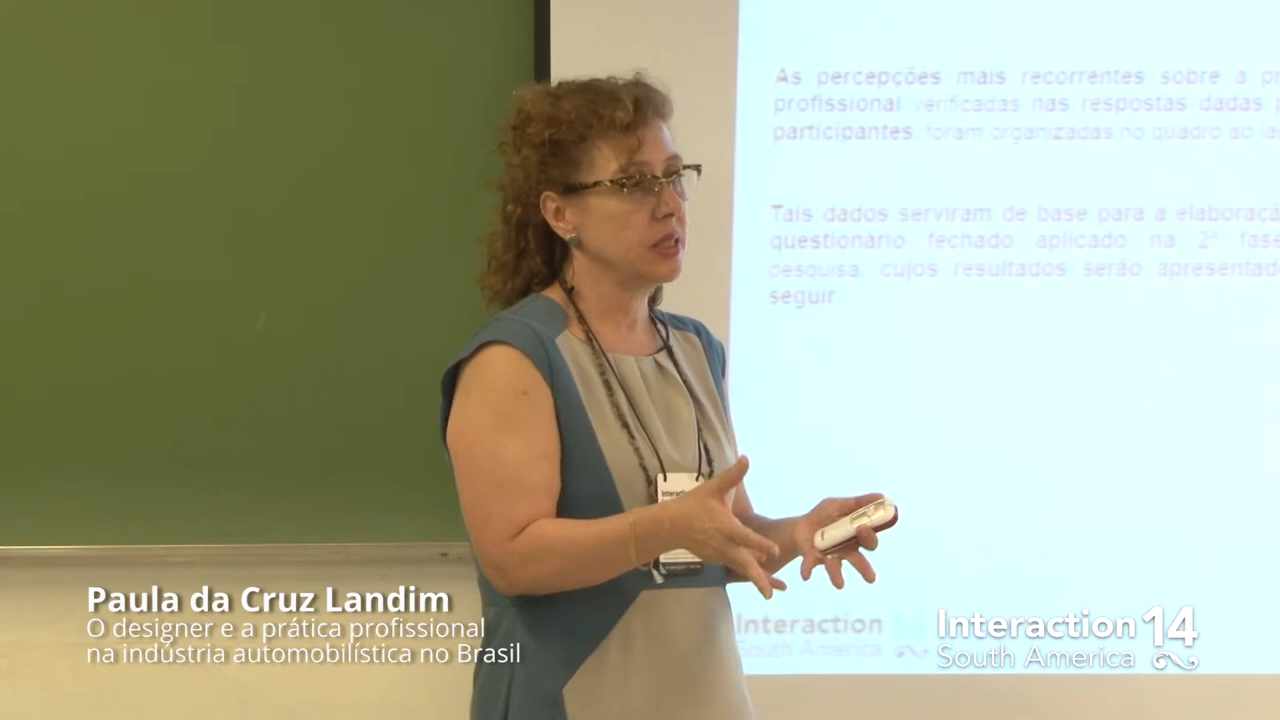 As percepções mais recorrentes sobre a
profissional verificadas nas respostas dadas
participantes, foram organizadas no quadro ao
Tais dados serviram de base para a
questionário fechado aplicado na 2ª fase
pesquisa, cujos resultados serão
seguir
Paula da Cruz Landim
O designer e a prática profissional
na indústria automobilística no Brasil
Interaction
South America
Interaction 14
South America